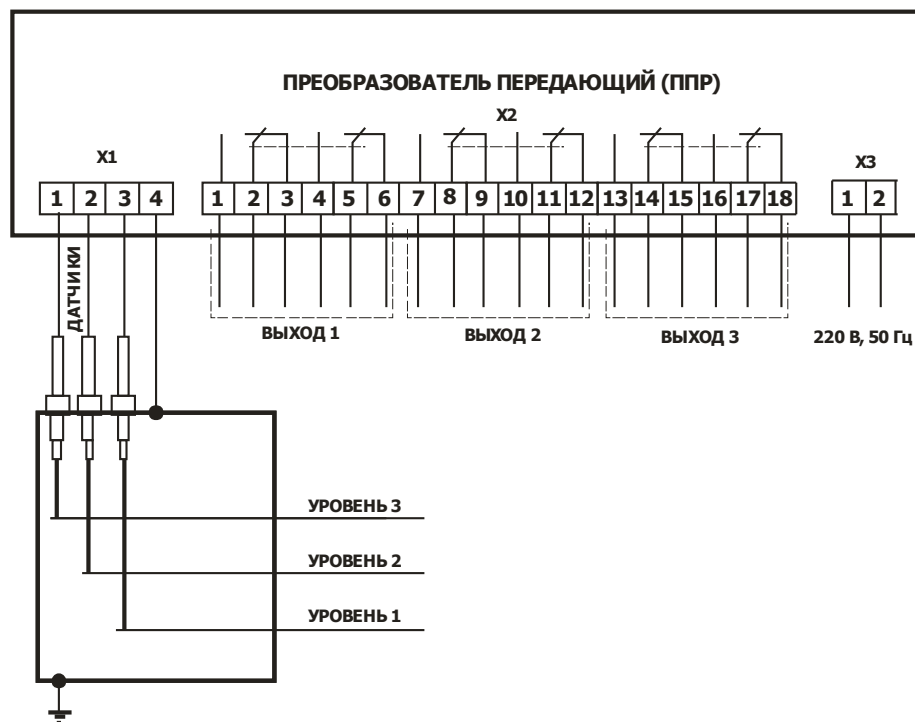 ПРЕОБРАЗОВАТЕЛЬ ПЕРЕДАЮЩИЙ (ППР)
X1
X2
X3
1 2 3 4
1 2 3 4 5 6 7 8 9 10 11 12 13 14 15 16 17 18
1 2
ДАТЧИКИ
ВЫХОД 1
ВЫХОД 2
ВЫХОД 3
220 В, 50 Гц
УРОВЕНЬ 3
УРОВЕНЬ 2
УРОВЕНЬ 1